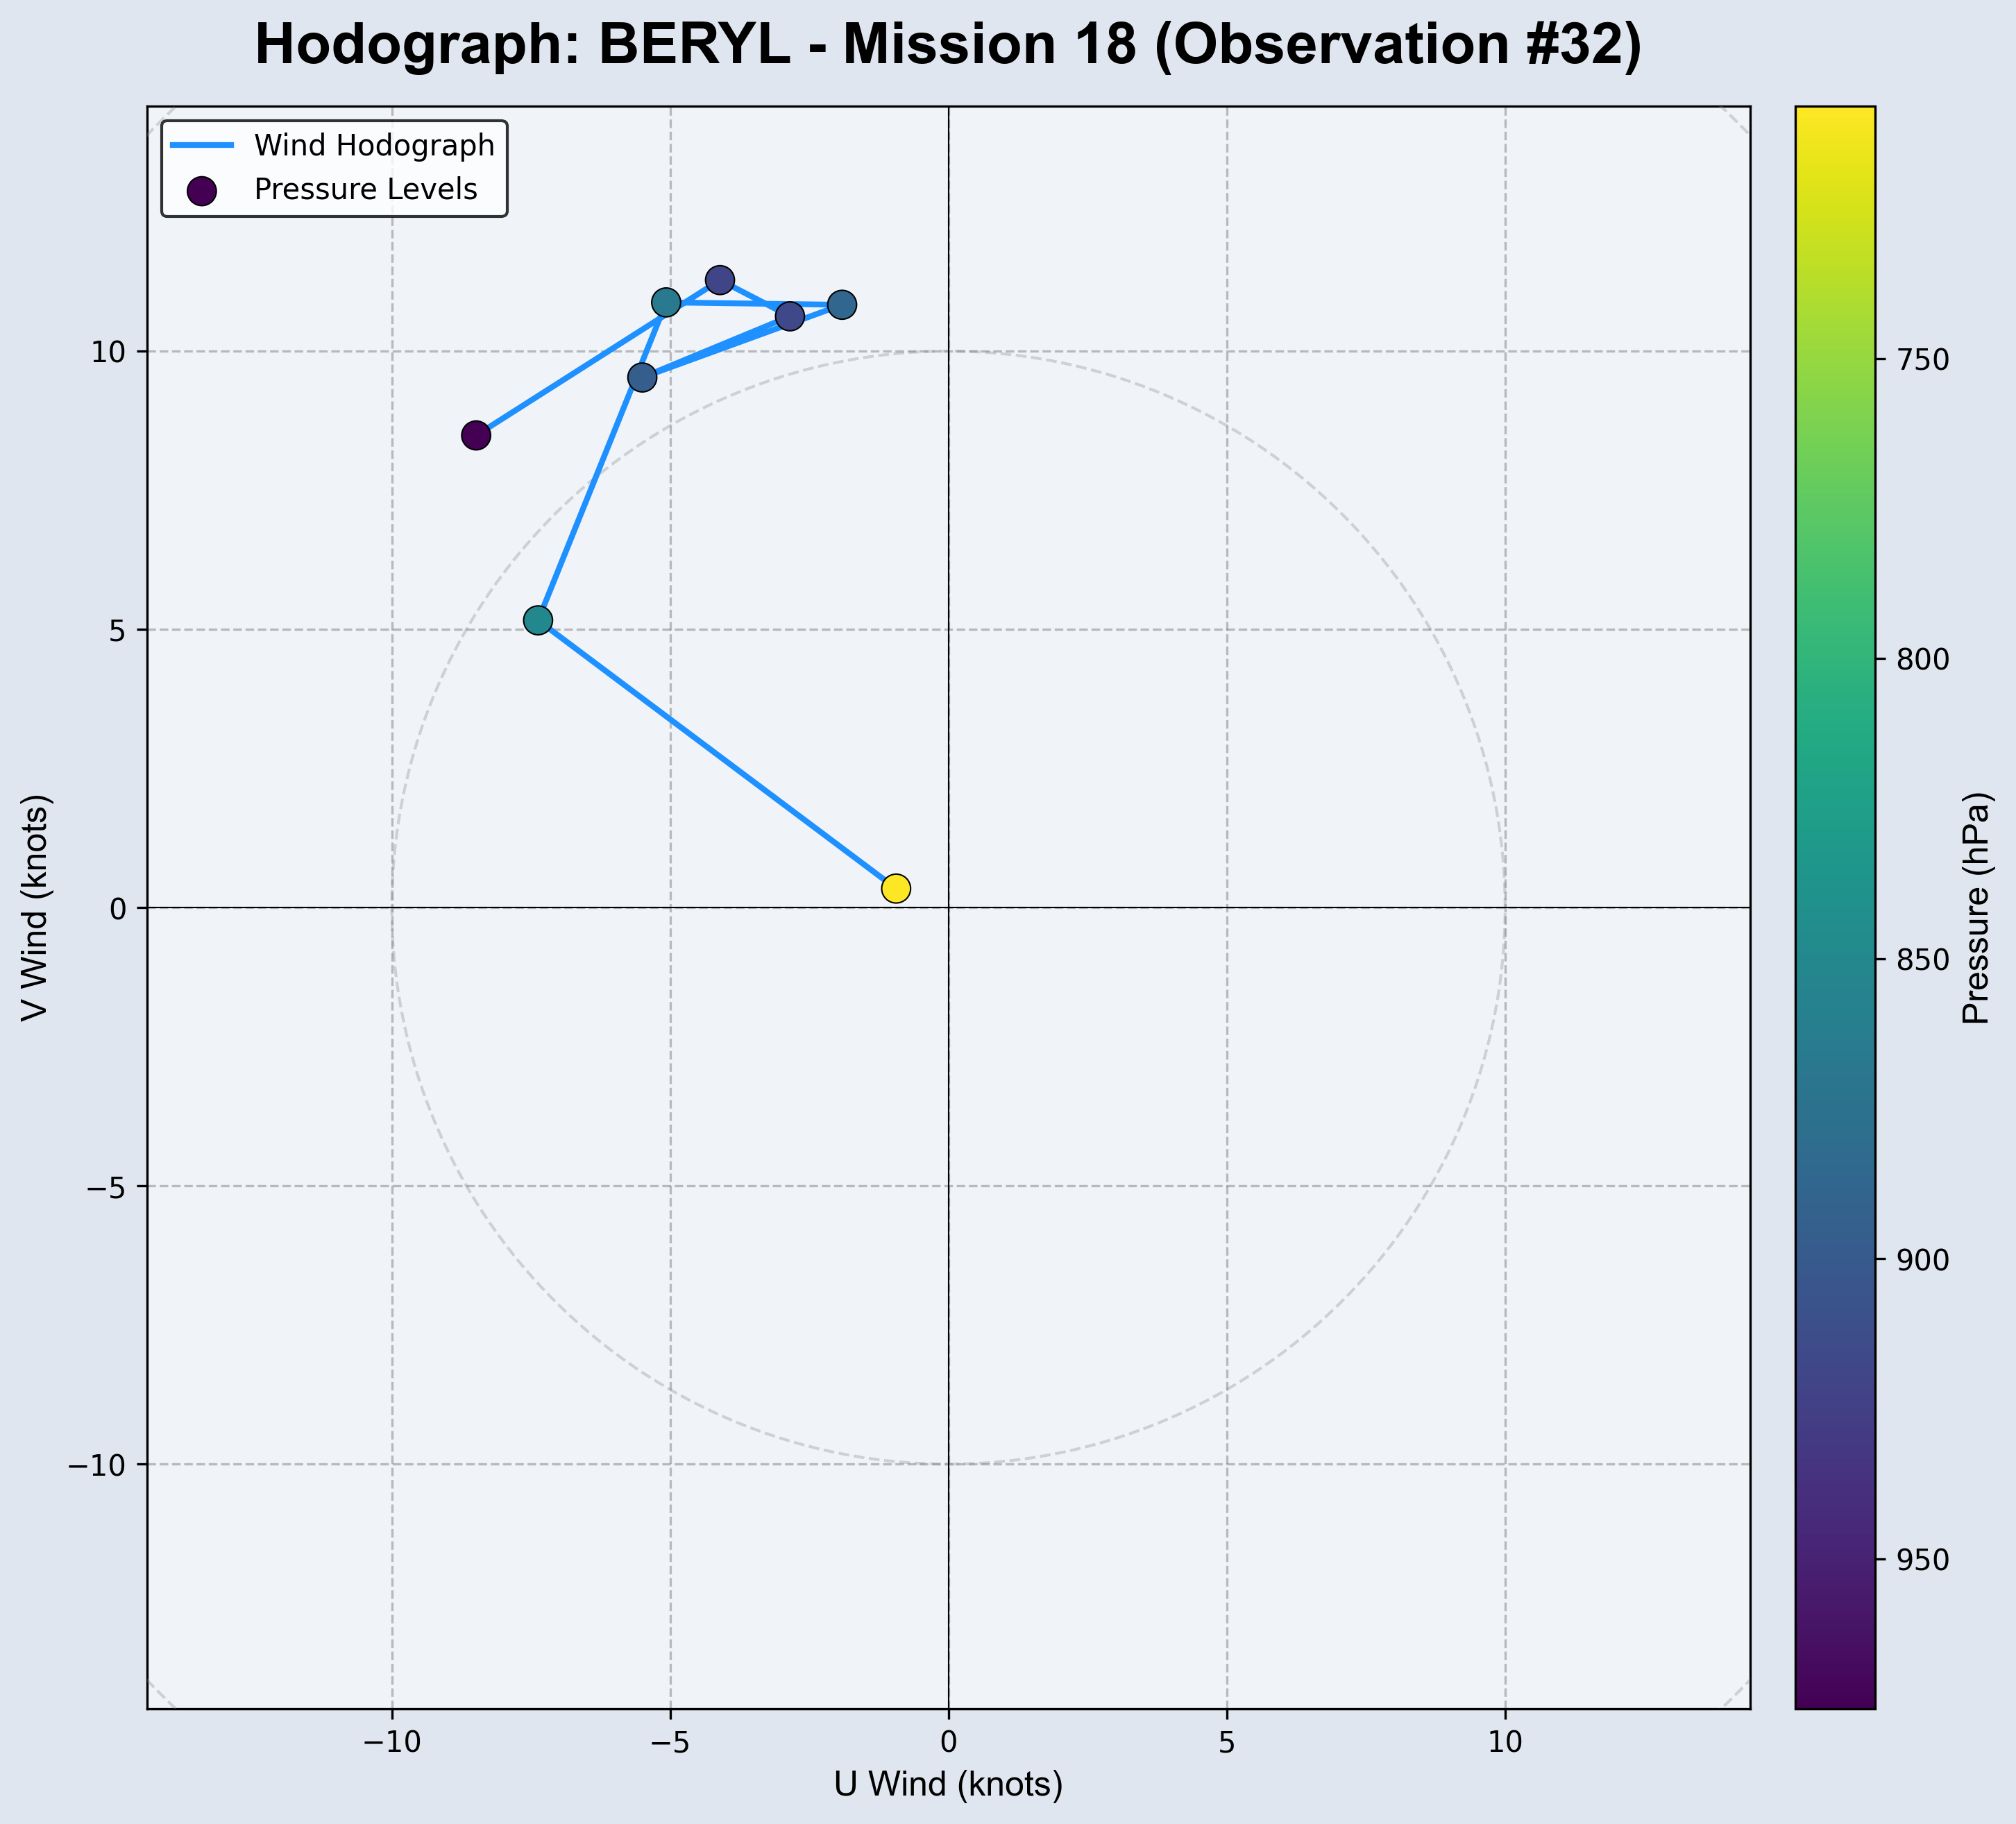 Hodograph: BERYL - Mission 18 (Observation #32)
Wind Hodograph
Pressure Levels
10
5
0
−5
−10
V Wind (knots)
−10
−5
0
5
10
U Wind (knots)
750
800
850
900
950
Pressure (hPa)